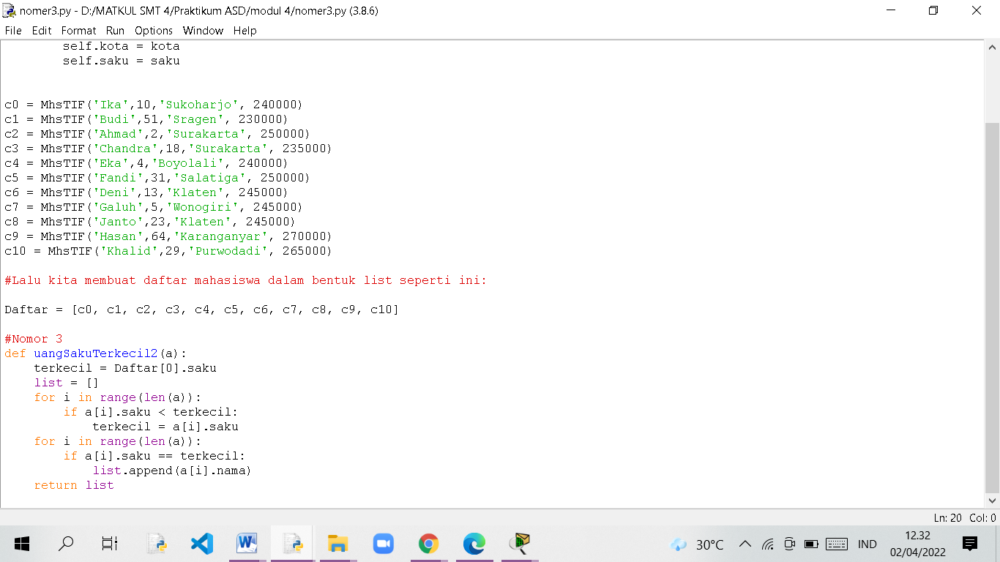 nomer3.py - D:/MATKUL SMT 4/Praktikum ASD/modul 4/nomer3.py (3.8.6)
File Edit Format Run Options Window Help
        self.kota = kota
        self.saku = saku
c0 = MhsTIF('Ika',10,'Sukoharjo', 240000)
c1 = MhsTIF('Budi',51,'Sragen', 230000)
c2 = MhsTIF('Ahmad',2,'Surakarta', 250000)
c3 = MhsTIF('Chandra',18,'Surakarta', 235000)
c4 = MhsTIF('Eka',4,'Boyolali', 240000)
c5 = MhsTIF('Fandi',31,'Salatiga', 250000)
c6 = MhsTIF('Deni',13,'Klaten', 245000)
c7 = MhsTIF('Galuh',5,'Wonogiri', 245000)
c8 = MhsTIF('Janto',23,'Klaten', 245000)
c9 = MhsTIF('Hasan',64,'Karanganyar', 270000)
c10 = MhsTIF('Khalid',29,'Purwodadi', 265000)
#Lalu kita membuat daftar mahasiswa dalam bentuk list seperti ini:
Daftar = [c0, c1, c2, c3, c4, c5, c6, c7, c8, c9, c10]
#Nomor 3
def uangSakuTerkecil2(a):
    terkecil = Daftar[0].saku
    list = []
    for i in range(len(a)):
        if a[i].saku < terkecil:
            terkecil = a[i].saku
    for i in range(len(a)):
        if a[i].saku == terkecil:
            list.append(a[i].nama)
    return list
Ln: 20 Col: 0
30°C
IND
12.32
02/04/2022